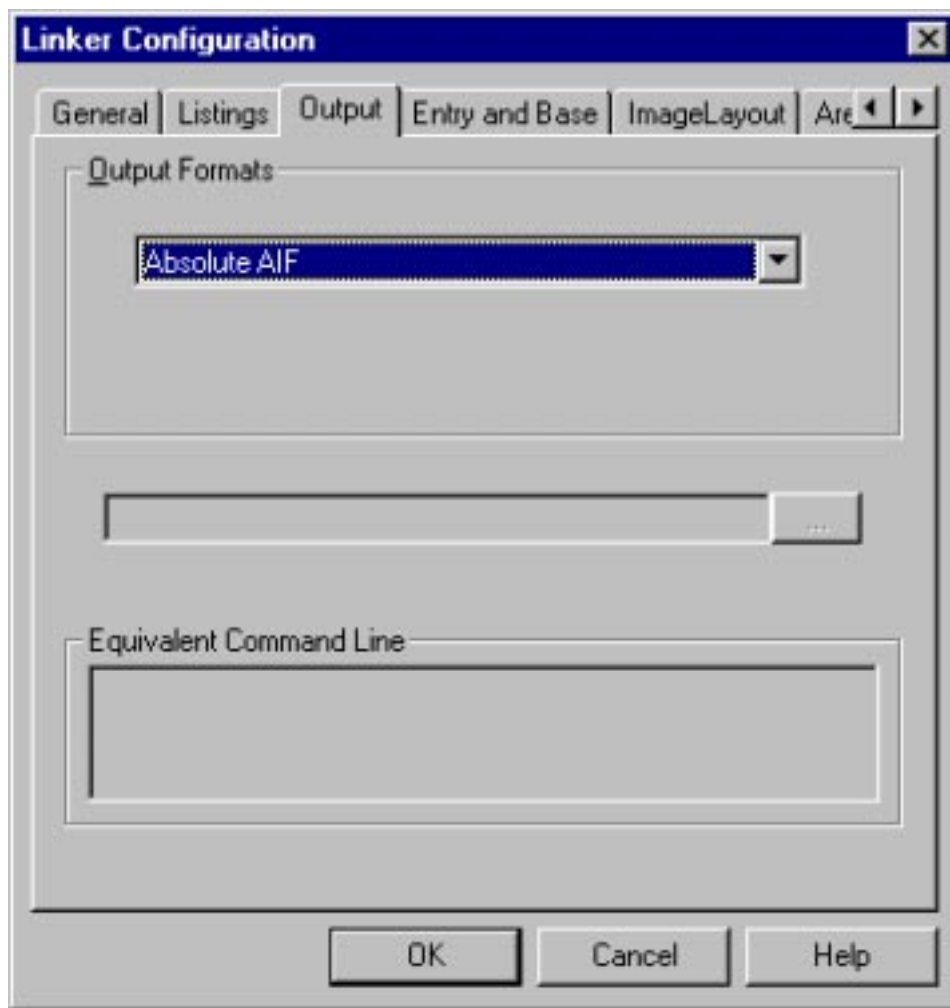 Linker Configuration
General Listings Output Entry and Base ImageLayout Are
Output Formats
Absolute AIF
...
Equivalent Command Line
OK Cancel Help